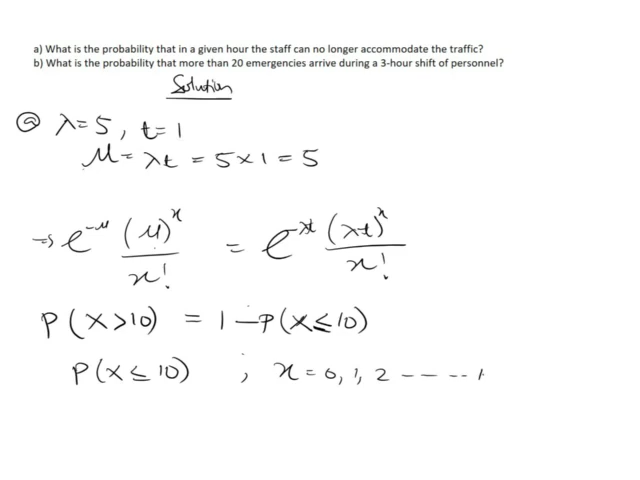 a) What is the probability that in a given hour the staff can no longer accommodate the traffic?
b) What is the probability that more than 20 emergencies arrive during a 3-hour shift of personnel?
Solution
ⓐ λ=5, t=1
μ = λt = 5×1 = 5
⇒ e^-μ (μ)^x / x! = e^-λt (λt)^x / x!
P(X>10) = 1 - P(X≤10)
P(X≤10) ; x = 0, 1, 2 - - -- 1